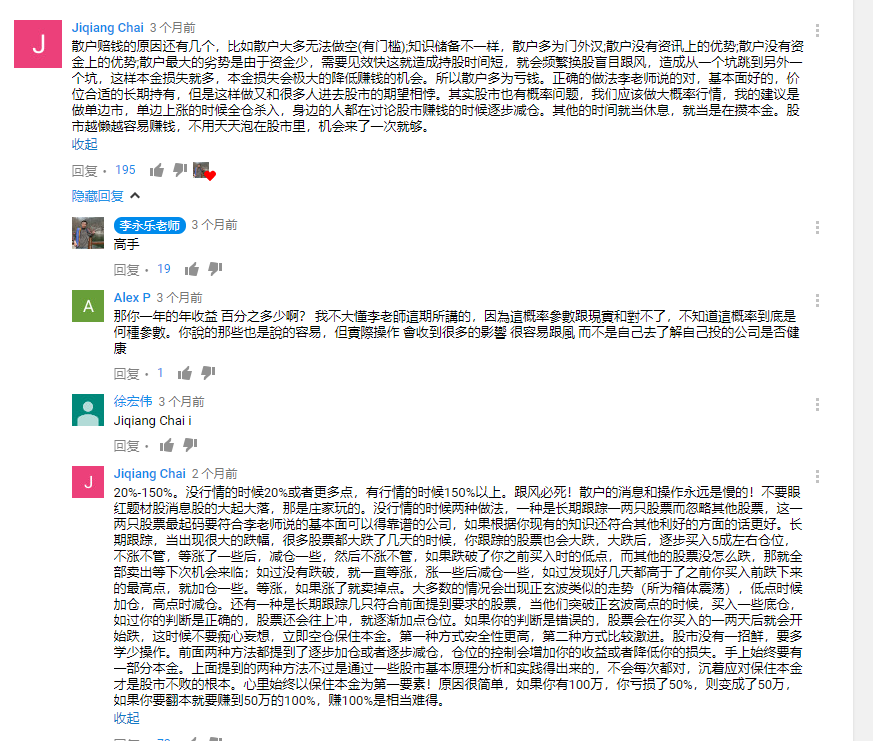 J
Jiqiang Chai 3 个月前
散户赔钱的原因还有几个，比如散户大多无法做空(有门槛);知识储备不一样，散户多为门外汉;散户没有资讯上的优势;散户没有资
金上的优势;散户最大的劣势是由于资金少，需要见效快这就造成持股时间短，就会频繁换股盲目跟风，造成从一个坑跳到另外一
个坑，这样本金损失就多，本金损失会极大的降低赚钱的机会。所以散户多为亏钱。正确的做法李老师说的对，基本面好的，价
位合适的长期持有，但是这样做又和很多人进去股市的期望相悖。其实股市也有概率问题，我们应该做大概率行情，我的建议是
做单边市，单边上涨的时候全仓杀入，身边的人都在讨论股市赚钱的时候逐步减仓。其他的时间就当休息，就当是在攒本金。股
市越懒越容易赚钱，不用天天泡在股市里，机会来了一次就够。
收起
回复 · 195
隐藏回复
李永乐老师 3 个月前
高手
回复 · 19
A
Alex P 3 个月前
那你一年的年收益 百分之多少啊？ 我不大懂李老師這期所講的，因為這概率參數跟現實和對不了，不知道這概率到底是
何種參數。你說的那些也是說的容易，但實際操作 會收到很多的影響 很容易跟風 而不是自己去了解自己投的公司是否健
康
回复 · 1
徐宏伟 3 个月前
Jiqiang Chai i
回复 ·
J
Jiqiang Chai 2 个月前
20%-150%。没行情的时候20%或者更多点，有行情的时候150%以上。跟风必死！散户的消息和操作永远是慢的！不要眼
红题材股消息股的大起大落，那是庄家玩的。没行情的时候两种做法，一种是长期跟踪一两只股票而忽略其他股票，这一
两只股票最起码要符合李老师说的基本面可以得靠谱的公司，如果根据你现有的知识还符合其他利好的方面的话更好。长
期跟踪，当出现很大的跌幅，很多股票都大跌了几天的时候，你跟踪的股票也会大跌，大跌后，逐步买入5成左右仓位，
不涨不管，等涨了一些后，减仓一些，然后不涨不管，如果跌破了你之前买入时的低点，而其他的股票没怎么跌，那就全
部卖出等下次机会来临；如过没有跌破，就一直等涨，涨一些后减仓一些，如过发现好几天都高于了之前你买入前跌下来
的最高点，就加仓一些。等涨，如果涨了就卖掉点。大多数的情况会出现正玄波类似的走势（所为箱体震荡），低点时候
加仓，高点时减仓。还有一种是长期跟踪几只符合前面提到要求的股票，当他们突破正玄波高点的时候，买入一些底仓，
如过你的判断是正确的，股票还会往上冲，就逐渐加点仓位。如果你的判断是错误的，股票会在你买入的一两天后就会开
始跌，这时候不要痴心妄想，立即空仓保住本金。第一种方式安全性更高，第二种方式比较激进。股市没有一招鲜，要多
学少操作。前面两种方法都提到了逐步加仓或者逐步减仓，仓位的控制会增加你的收益或者降低你的损失。手上始终要有
一部分本金。上面提到的两种方法不过是通过一些股市基本原理分析和实践得出来的，不会每次都对，沉着应对保住本金
才是股市不败的根本。心里始终以保住本金为第一要素！原因很简单，如果你有100万，你亏损了50%，则变成了50万，
如果你要翻本就要赚到50万的100%，赚100%是相当难得。
收起